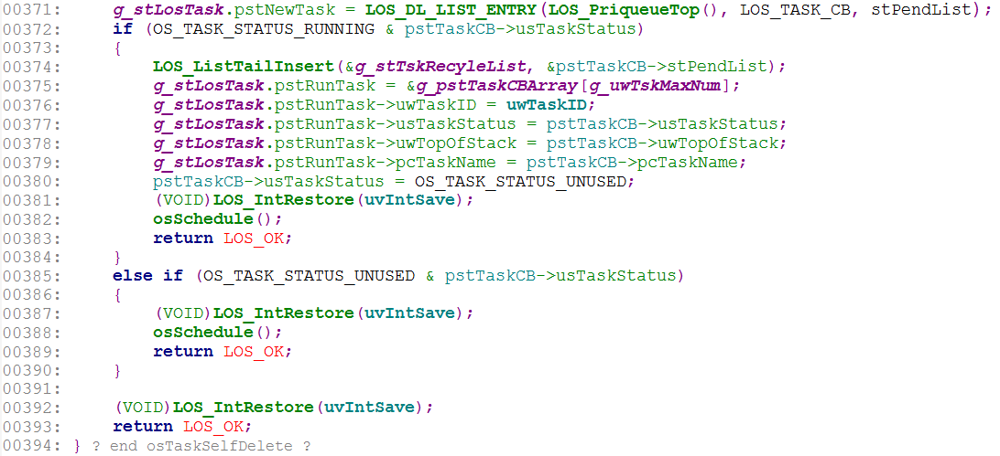 00371:     g_stLosTask.pstNewTask = LOS_DL_LIST_ENTRY(LOS_PriqueueTop(), LOS_TASK_CB, stPendList);
00372:     if (OS_TASK_STATUS_RUNNING & pstTaskCB->usTaskStatus)
00373:     {
00374:         LOS_ListTailInsert(&g_stTskRecyleList, &pstTaskCB->stPendList);
00375:         g_stLosTask.pstRunTask = &g_pstTaskCBArray[g_uwTskMaxNum];
00376:         g_stLosTask.pstRunTask->uwTaskID = uwTaskID;
00377:         g_stLosTask.pstRunTask->usTaskStatus = pstTaskCB->usTaskStatus;
00378:         g_stLosTask.pstRunTask->uwTopOfStack = pstTaskCB->uwTopOfStack;
00379:         g_stLosTask.pstRunTask->pcTaskName = pstTaskCB->pcTaskName;
00380:         pstTaskCB->usTaskStatus = OS_TASK_STATUS_UNUSED;
00381:         (VOID)LOS_IntRestore(uvIntSave);
00382:         osSchedule();
00383:         return LOS_OK;
00384:     }
00385:     else if (OS_TASK_STATUS_UNUSED & pstTaskCB->usTaskStatus)
00386:     {
00387:         (VOID)LOS_IntRestore(uvIntSave);
00388:         osSchedule();
00389:         return LOS_OK;
00390:     }
00391:
00392:     (VOID)LOS_IntRestore(uvIntSave);
00393:     return LOS_OK;
00394: } ? end osTaskSelfDelete ?